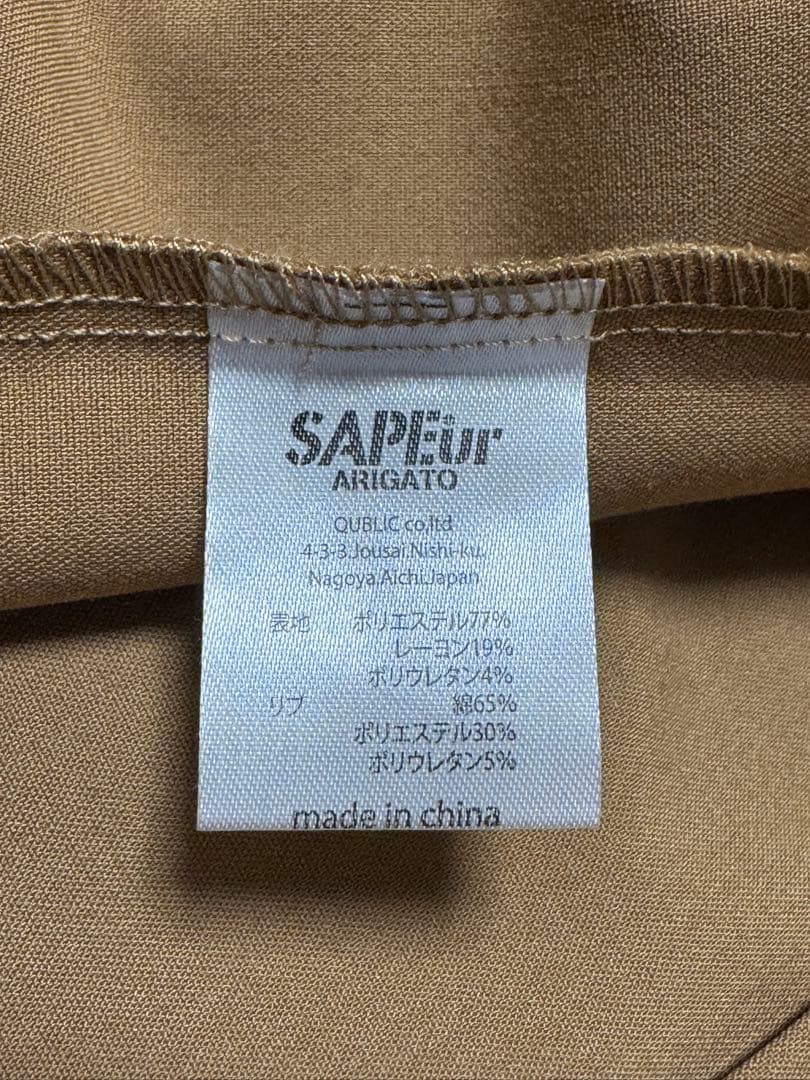 SAPEur
ARIGATO
QUBLIC co.ltd
4-3-3.Jousai.Nishi-ku.
Nagoya.Aichi.Japan
表地 ポリエステル77%
レーヨン19%
ポリウレタン4%
リブ 綿65%
ポリエステル30%
ポリウレタン5%
made in china